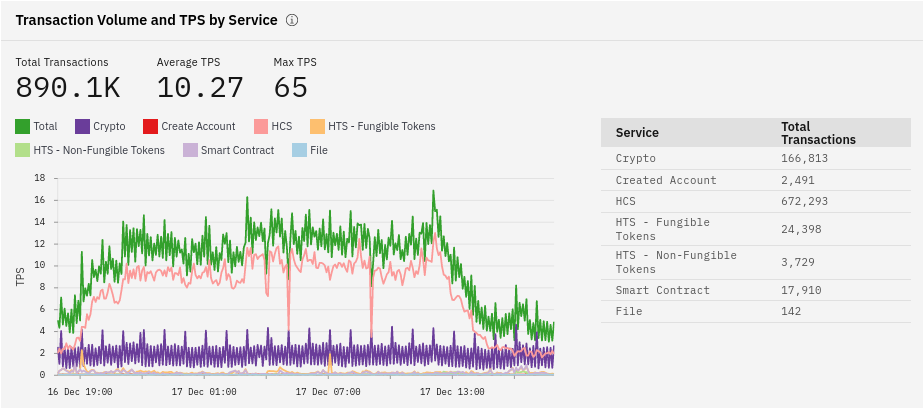 Transaction Volume and TPS by Service
Total Transactions Average TPS Max TPS
890.1K 10.27 65
Total Crypto Create Account HCS HTS - Fungible Tokens
HTS - Non-Fungible Tokens Smart Contract File
TPS
18
16
14
12
10
8
6
4
2
0
16 Dec 19:00 17 Dec 01:00 17 Dec 07:00 17 Dec 13:00
Service Total
Transactions
Crypto 166,813
Created Account 2,491
HCS 672,293
HTS - Fungible
Tokens 24,398
HTS - Non-Fungible
Tokens 3,729
Smart Contract 17,910
File 142